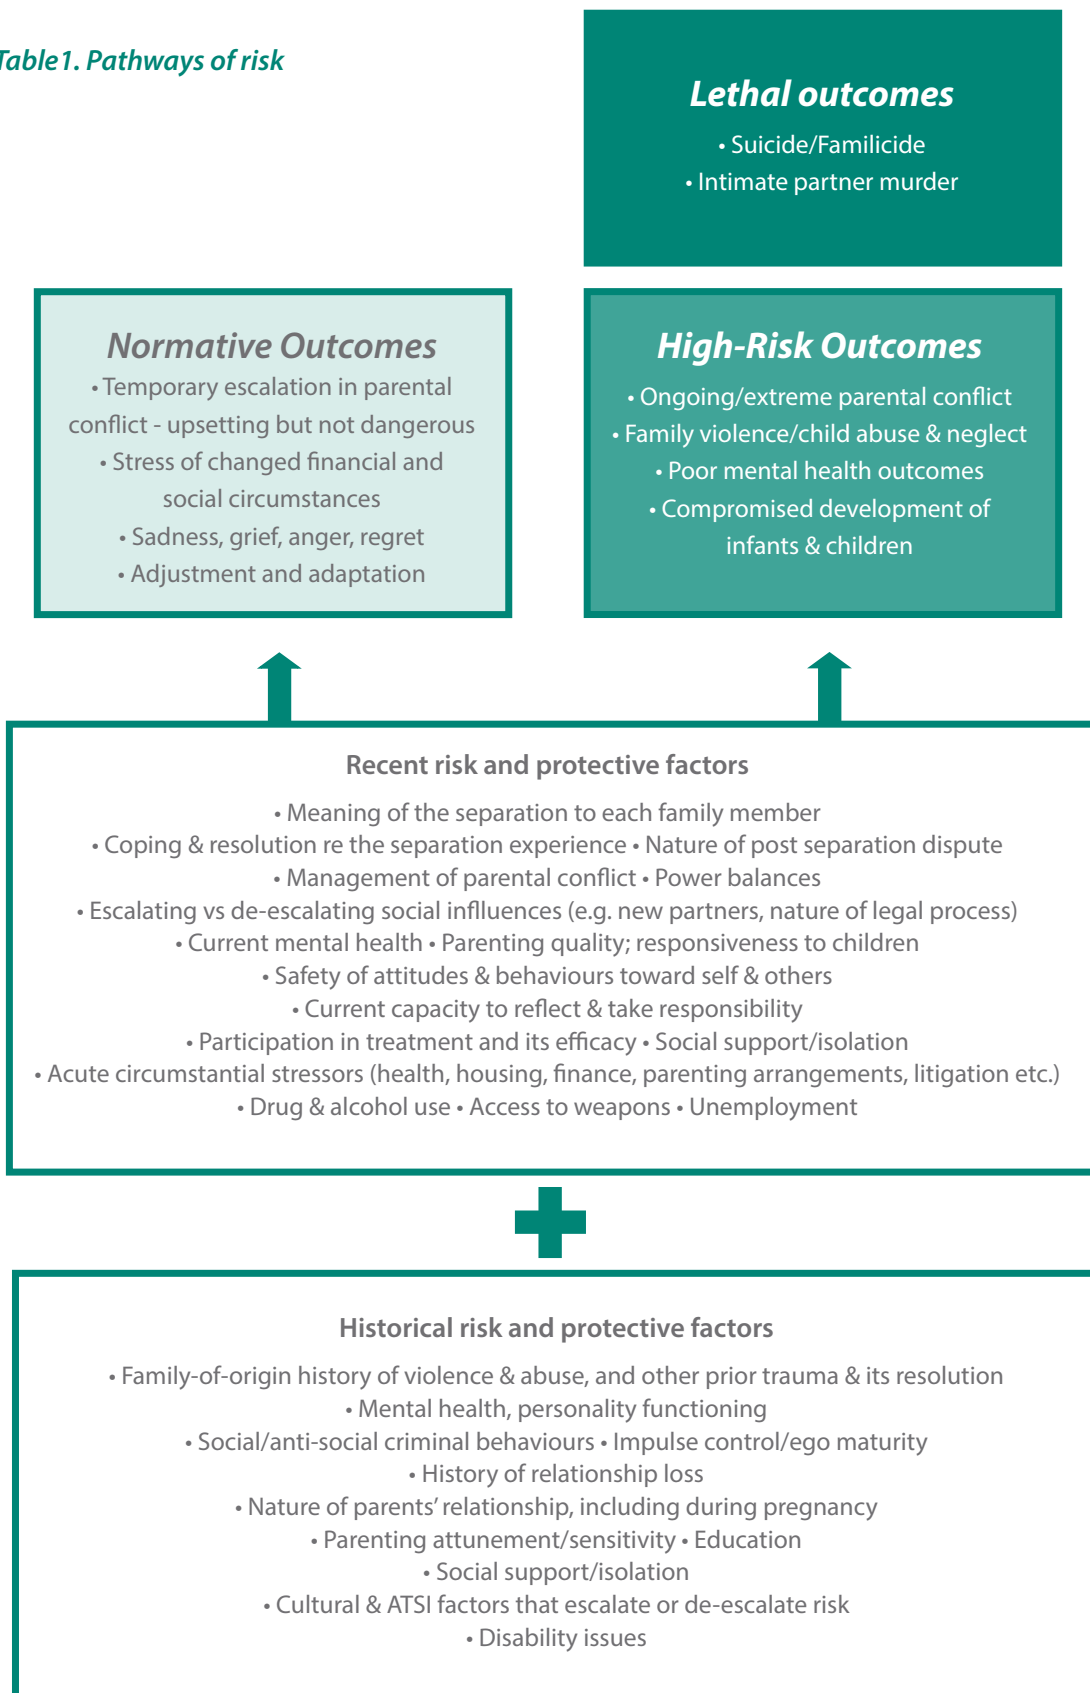 Table1. Pathways of risk
Lethal outcomes
• Suicide/Familicide
• Intimate partner murder
Normative Outcomes
• Temporary escalation in parental
conflict - upsetting but not dangerous
• Stress of changed financial and
social circumstances
• Sadness, grief, anger, regret
• Adjustment and adaptation
High-Risk Outcomes
• Ongoing/extreme parental conflict
• Family violence/child abuse & neglect
• Poor mental health outcomes
• Compromised development of
infants & children
Recent risk and protective factors
• Meaning of the separation to each family member
• Coping & resolution re the separation experience • Nature of post separation dispute
• Management of parental conflict • Power balances
• Escalating vs de-escalating social influences (e.g. new partners, nature of legal process)
• Current mental health • Parenting quality; responsiveness to children
• Safety of attitudes & behaviours toward self & others
• Current capacity to reflect & take responsibility
• Participation in treatment and its efficacy • Social support/isolation
• Acute circumstantial stressors (health, housing, finance, parenting arrangements, litigation etc.)
• Drug & alcohol use • Access to weapons • Unemployment
Historical risk and protective factors
• Family-of-origin history of violence & abuse, and other prior trauma & its resolution
• Mental health, personality functioning
• Social/anti-social criminal behaviours • Impulse control/ego maturity
• History of relationship loss
• Nature of parents' relationship, including during pregnancy
• Parenting attunement/sensitivity • Education
• Social support/isolation
• Cultural & ATSI factors that escalate or de-escalate risk
• Disability issues